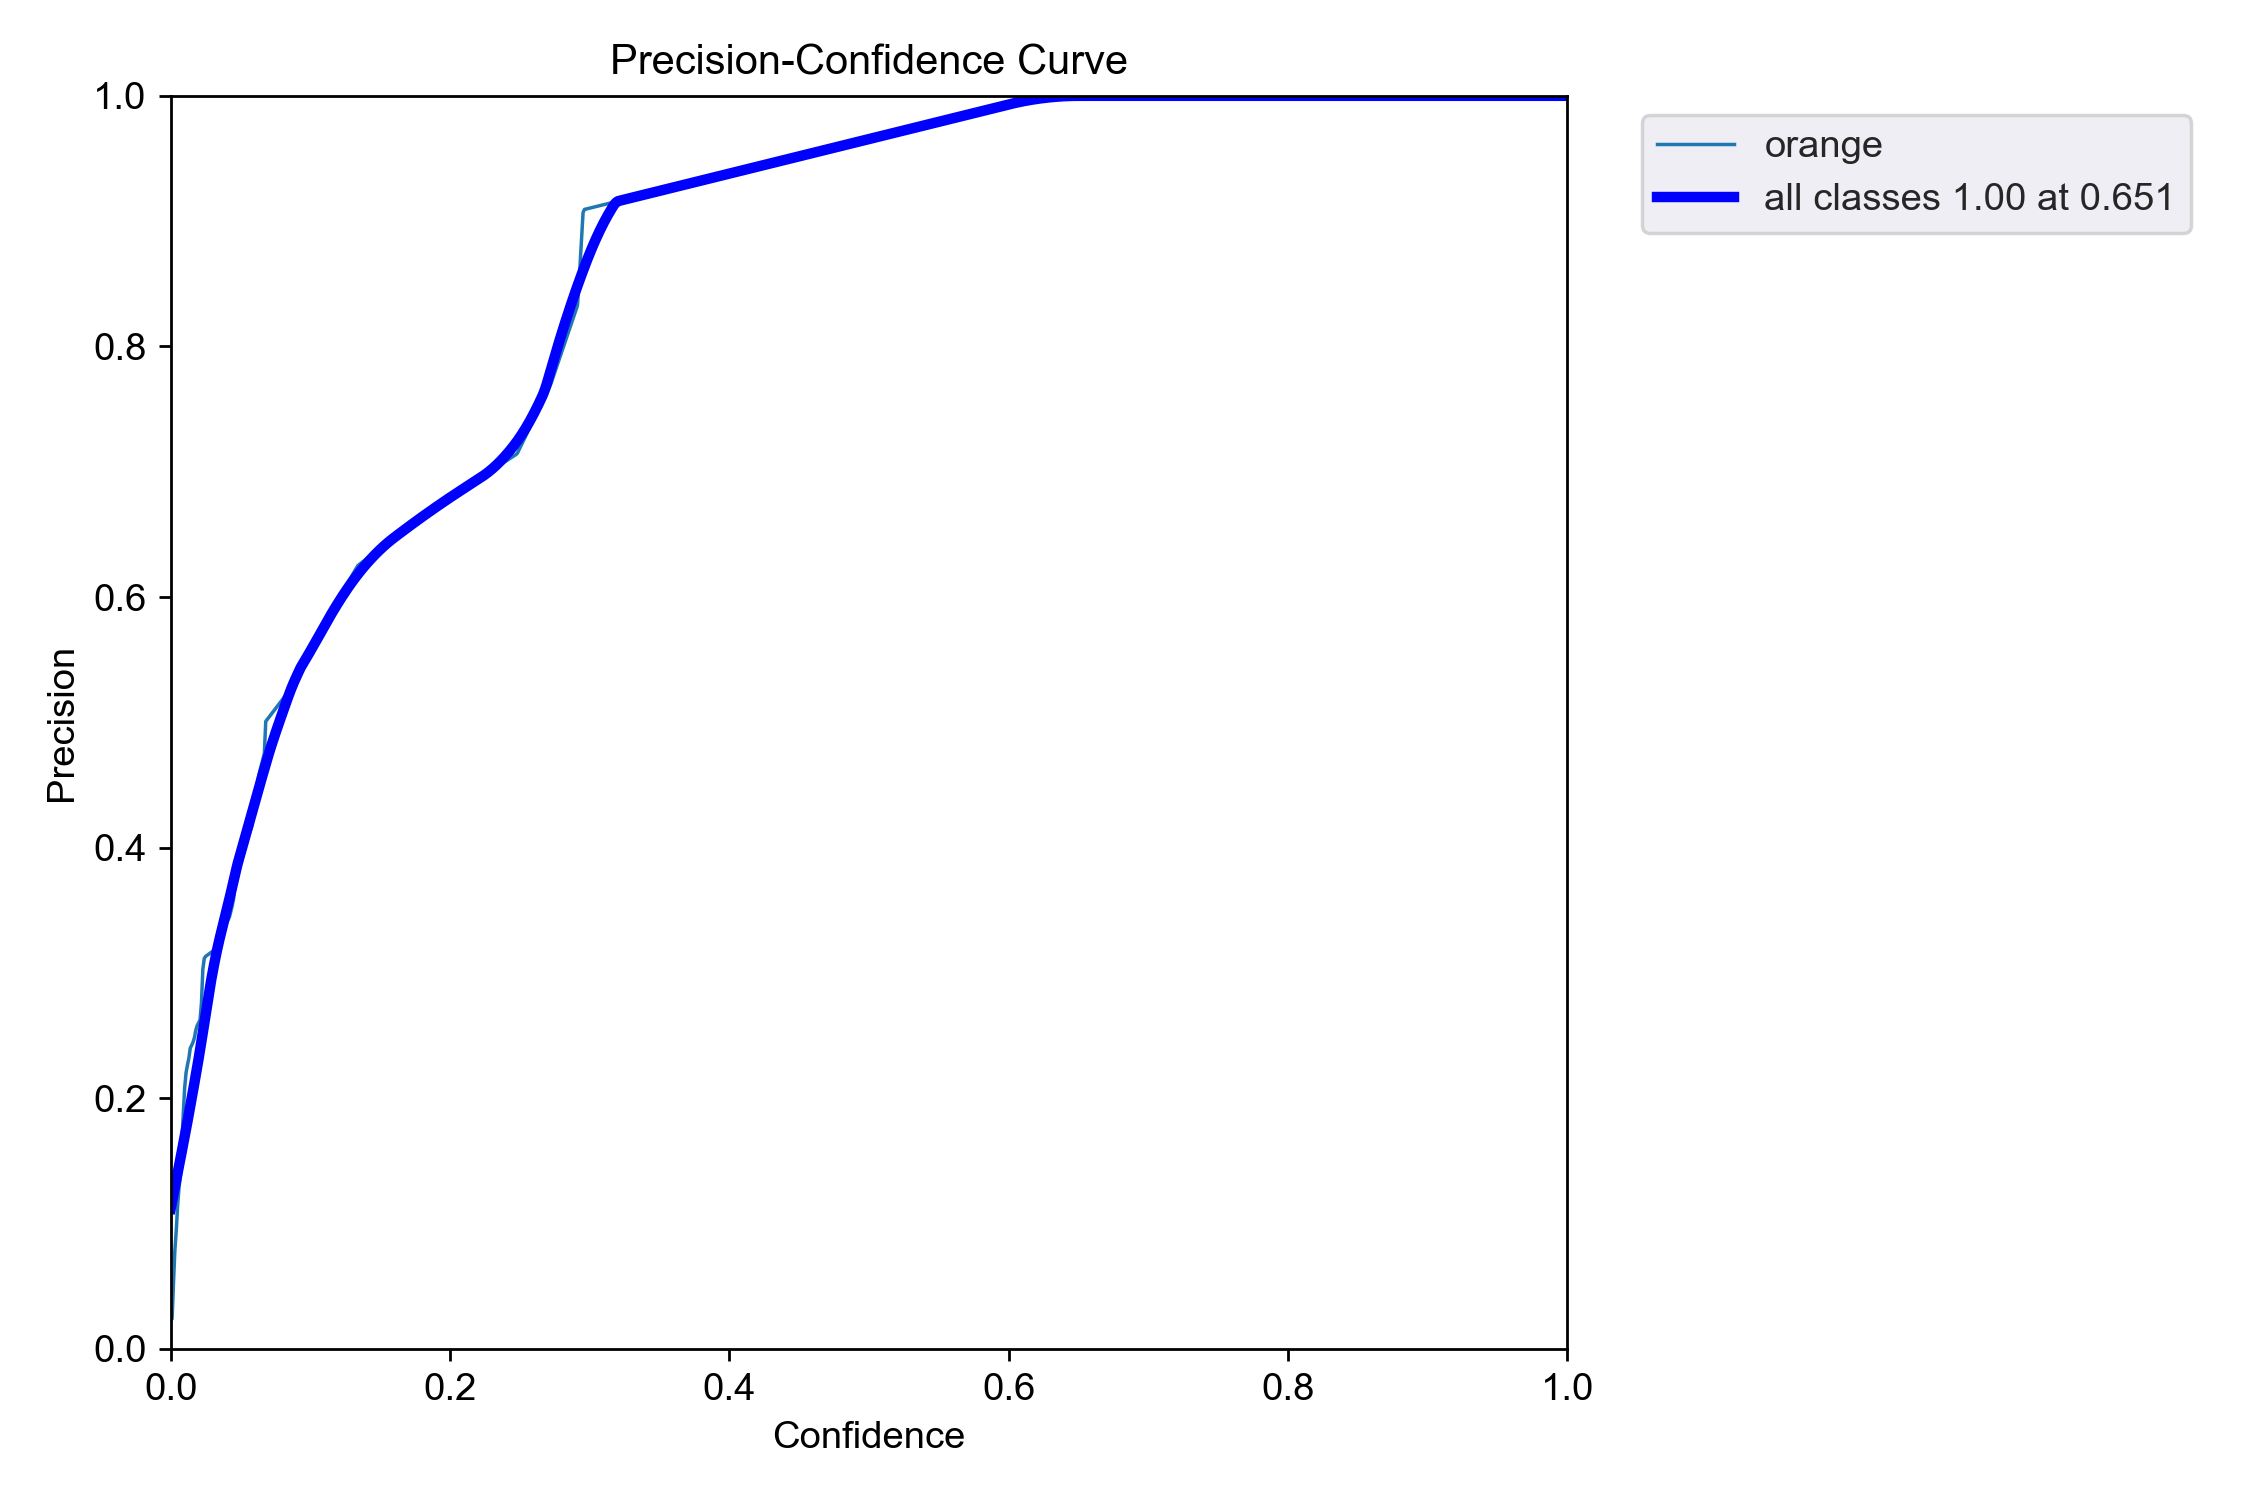 Precision-Confidence Curve
1.0
0.8
0.6
0.4
0.2
0.0
Precision
0.0 0.2 0.4 0.6 0.8 1.0
Confidence
orange
all classes 1.00 at 0.651